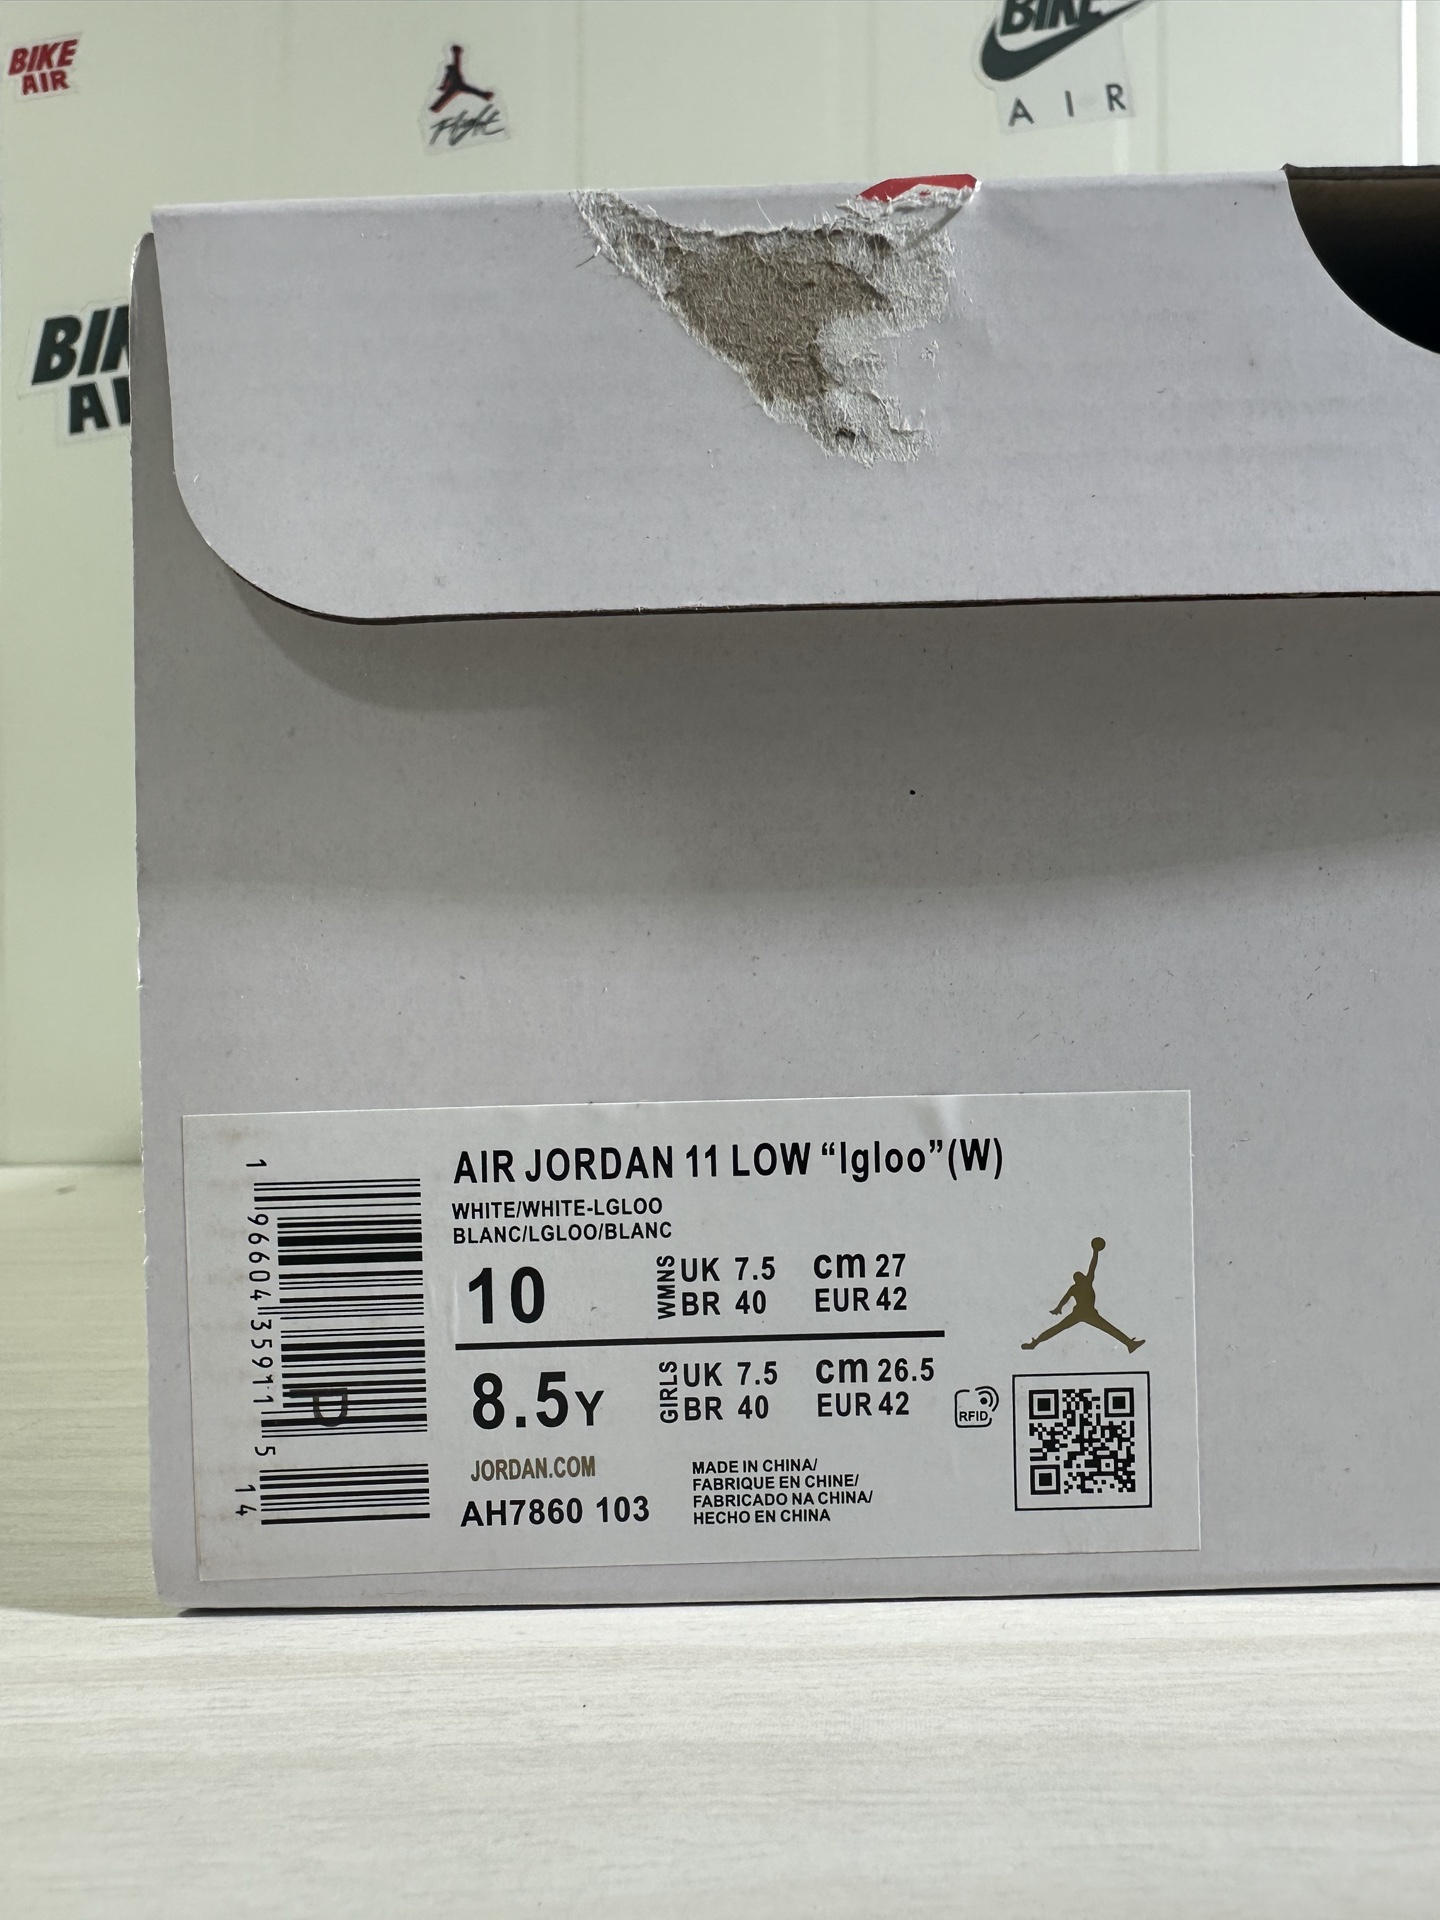 BIKE
AIR
Flight
BIKE
AIR
BIK
AI
AIR JORDAN 11 LOW “Igloo”(W)
WHITE/WHITE-LGLOO
BLANC/LGLOO/BLANC
10 WMNS UK 7.5 cm 27
BR 40 EUR 42
8.5Y GIRLS UK 7.5 cm 26.5
BR 40 EUR 42
RFID
JORDAN.COM
AH7860 103
MADE IN CHINA/
FABRIQUE EN CHINE/
FABRICADO NA CHINA/
HECHO EN CHINA
1 96604 35911 5 14
P